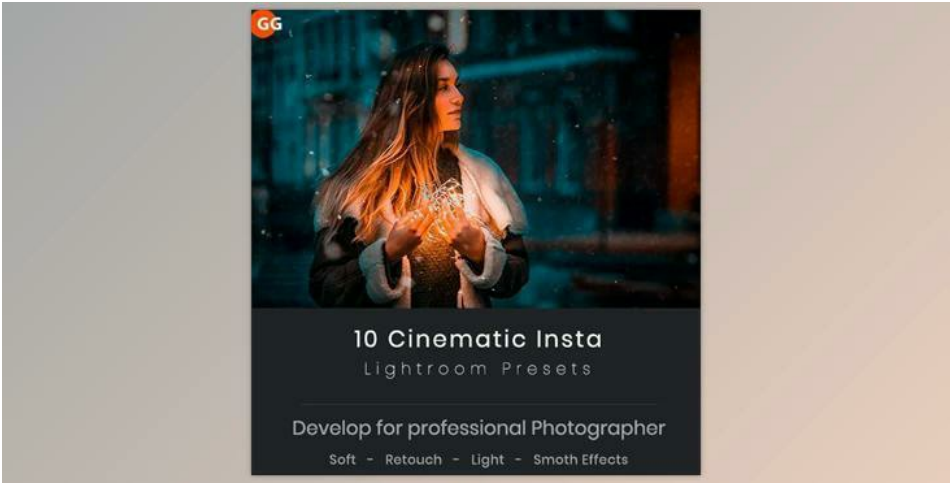 GG
10 Cinematic Insta
Lightroom Presets
Develop for professional Photographer
Soft - Retouch - Light - Smoth Effects